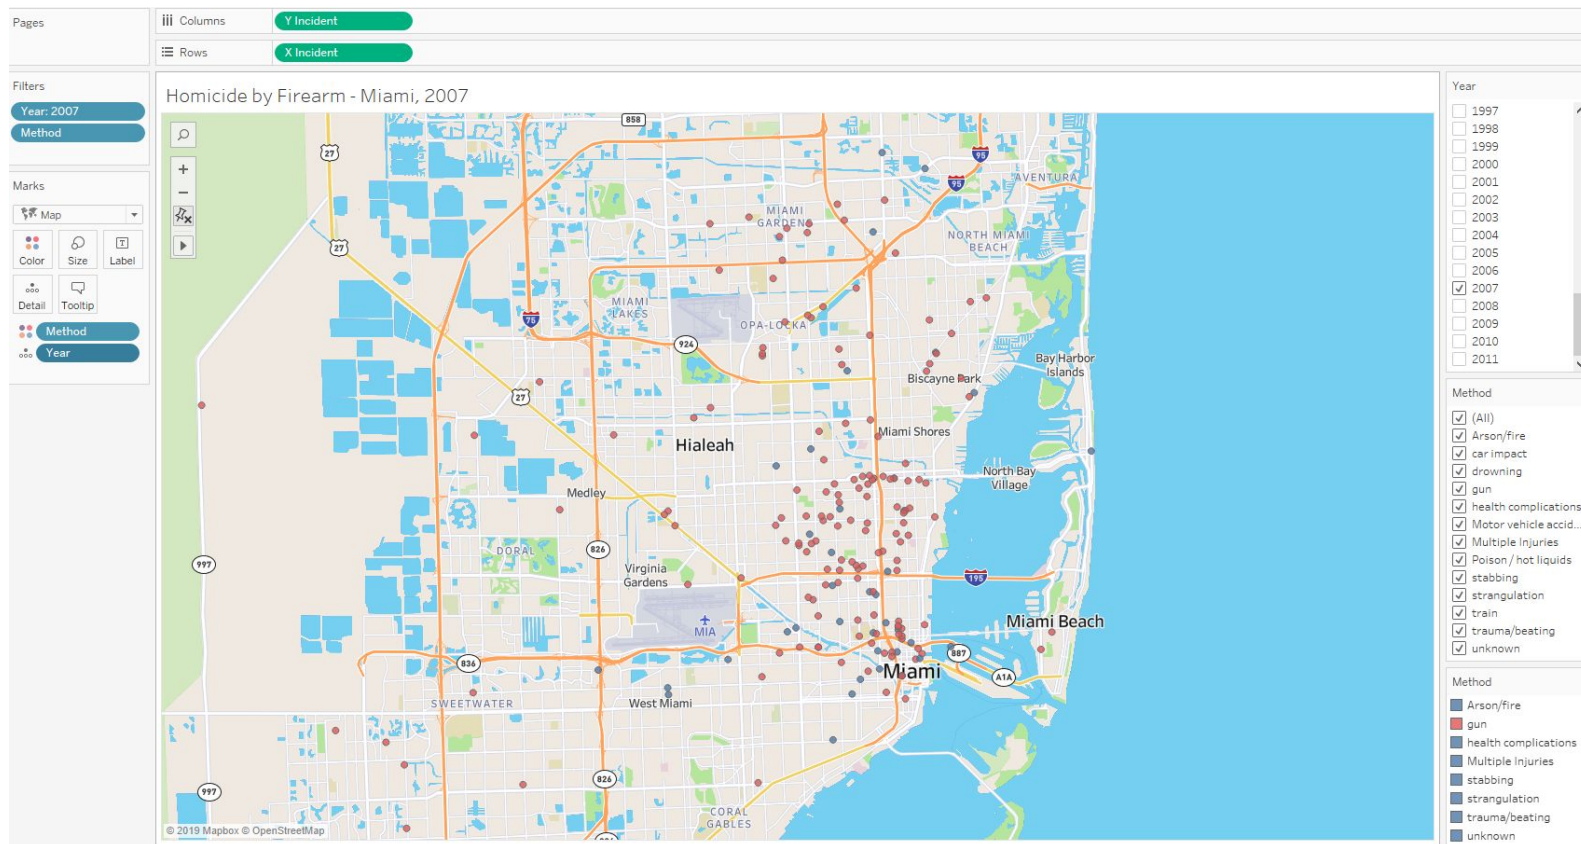 Pages
Columns
Y Incident
Rows
X Incident
Filters
Year: 2007
Method
Marks
Map
Color
Size
Label
Detail
Tooltip
Method
Year
Homicide by Firearm - Miami, 2007
858
27
95
95
AVENTURA
MIAMI
GARDENS
27
NORTH MIAMI
BEACH
MIAMI
LAKES
75
OPA-LOCKA
924
Bay Harbor
Islands
27
Biscayne Park
Hialeah
Miami Shores
North Bay
Village
Medley
826
DORAL
997
Virginia
Gardens
195
MIA
Miami Beach
836
887
Miami
A1A
SWEETWATER
West Miami
826
997
CORAL
GABLES
© 2019 Mapbox © OpenStreetMap
Year
1997
1998
1999
2000
2001
2002
2003
2004
2005
2006
2007
2008
2009
2010
2011
Method
(All)
Arson/fire
car impact
drowning
gun
health complications
Motor vehicle accid...
Multiple Injuries
Poison / hot liquids
stabbing
strangulation
train
trauma/beating
unknown
Method
Arson/fire
gun
health complications
Multiple Injuries
stabbing
strangulation
trauma/beating
unknown